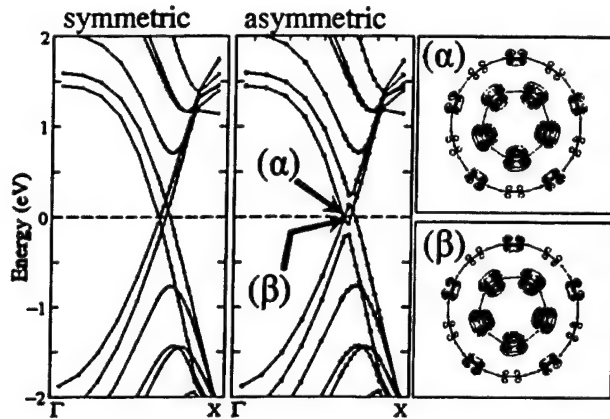 symmetric
asymmetric
Energy (eV)
2
1
0
−1
−2
Γ
X
Γ
X
(α)
(β)
(α)
(β)